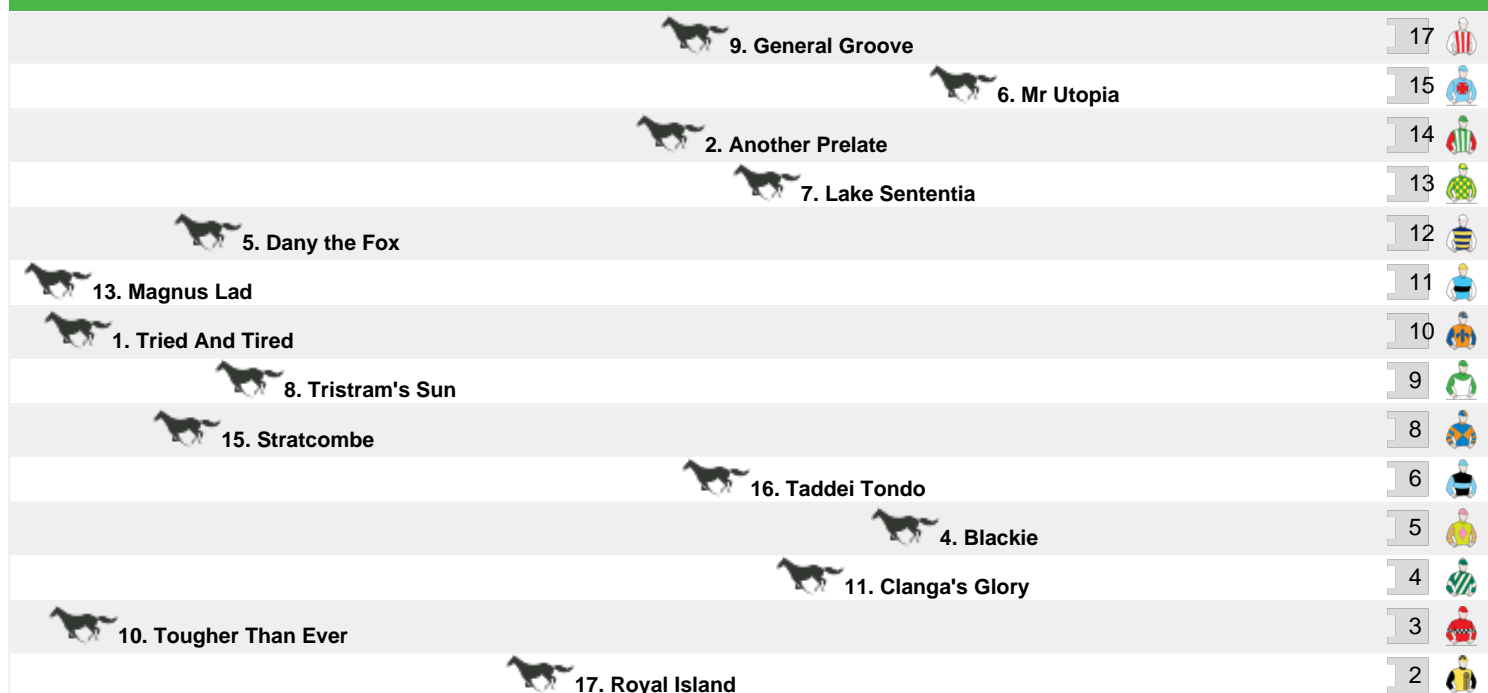 9. General Groove 17
6. Mr Utopia 15
2. Another Prelate 14
7. Lake Sententia 13
5. Dany the Fox 12
13. Magnus Lad 11
1. Tried And Tired 10
8. Tristram's Sun 9
15. Stratcombe 8
16. Taddei Tondo 6
4. Blackie 5
11. Clanga's Glory 4
10. Tougher Than Ever 3
17. Royal Island 2